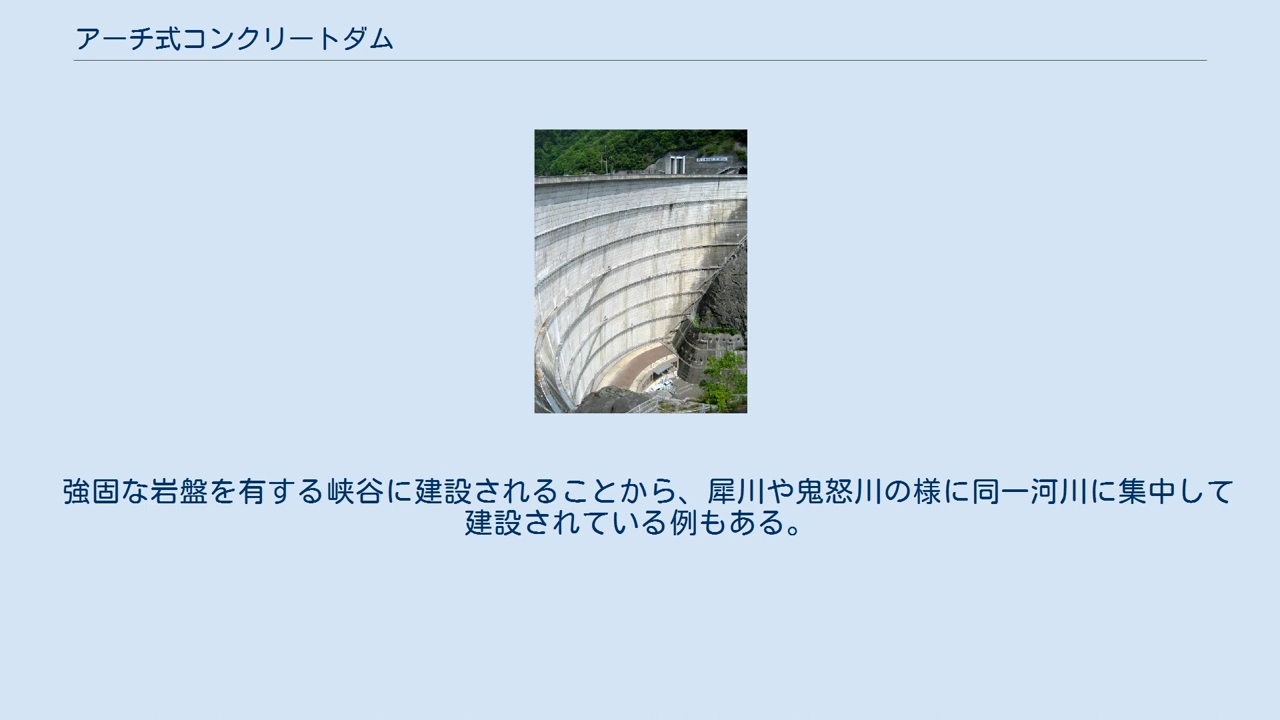 アーチ式コンクリートダム
強固な岩盤を有する峡谷に建設されることから、犀川や鬼怒川の様に同一河川に集中して
建設されている例もある。